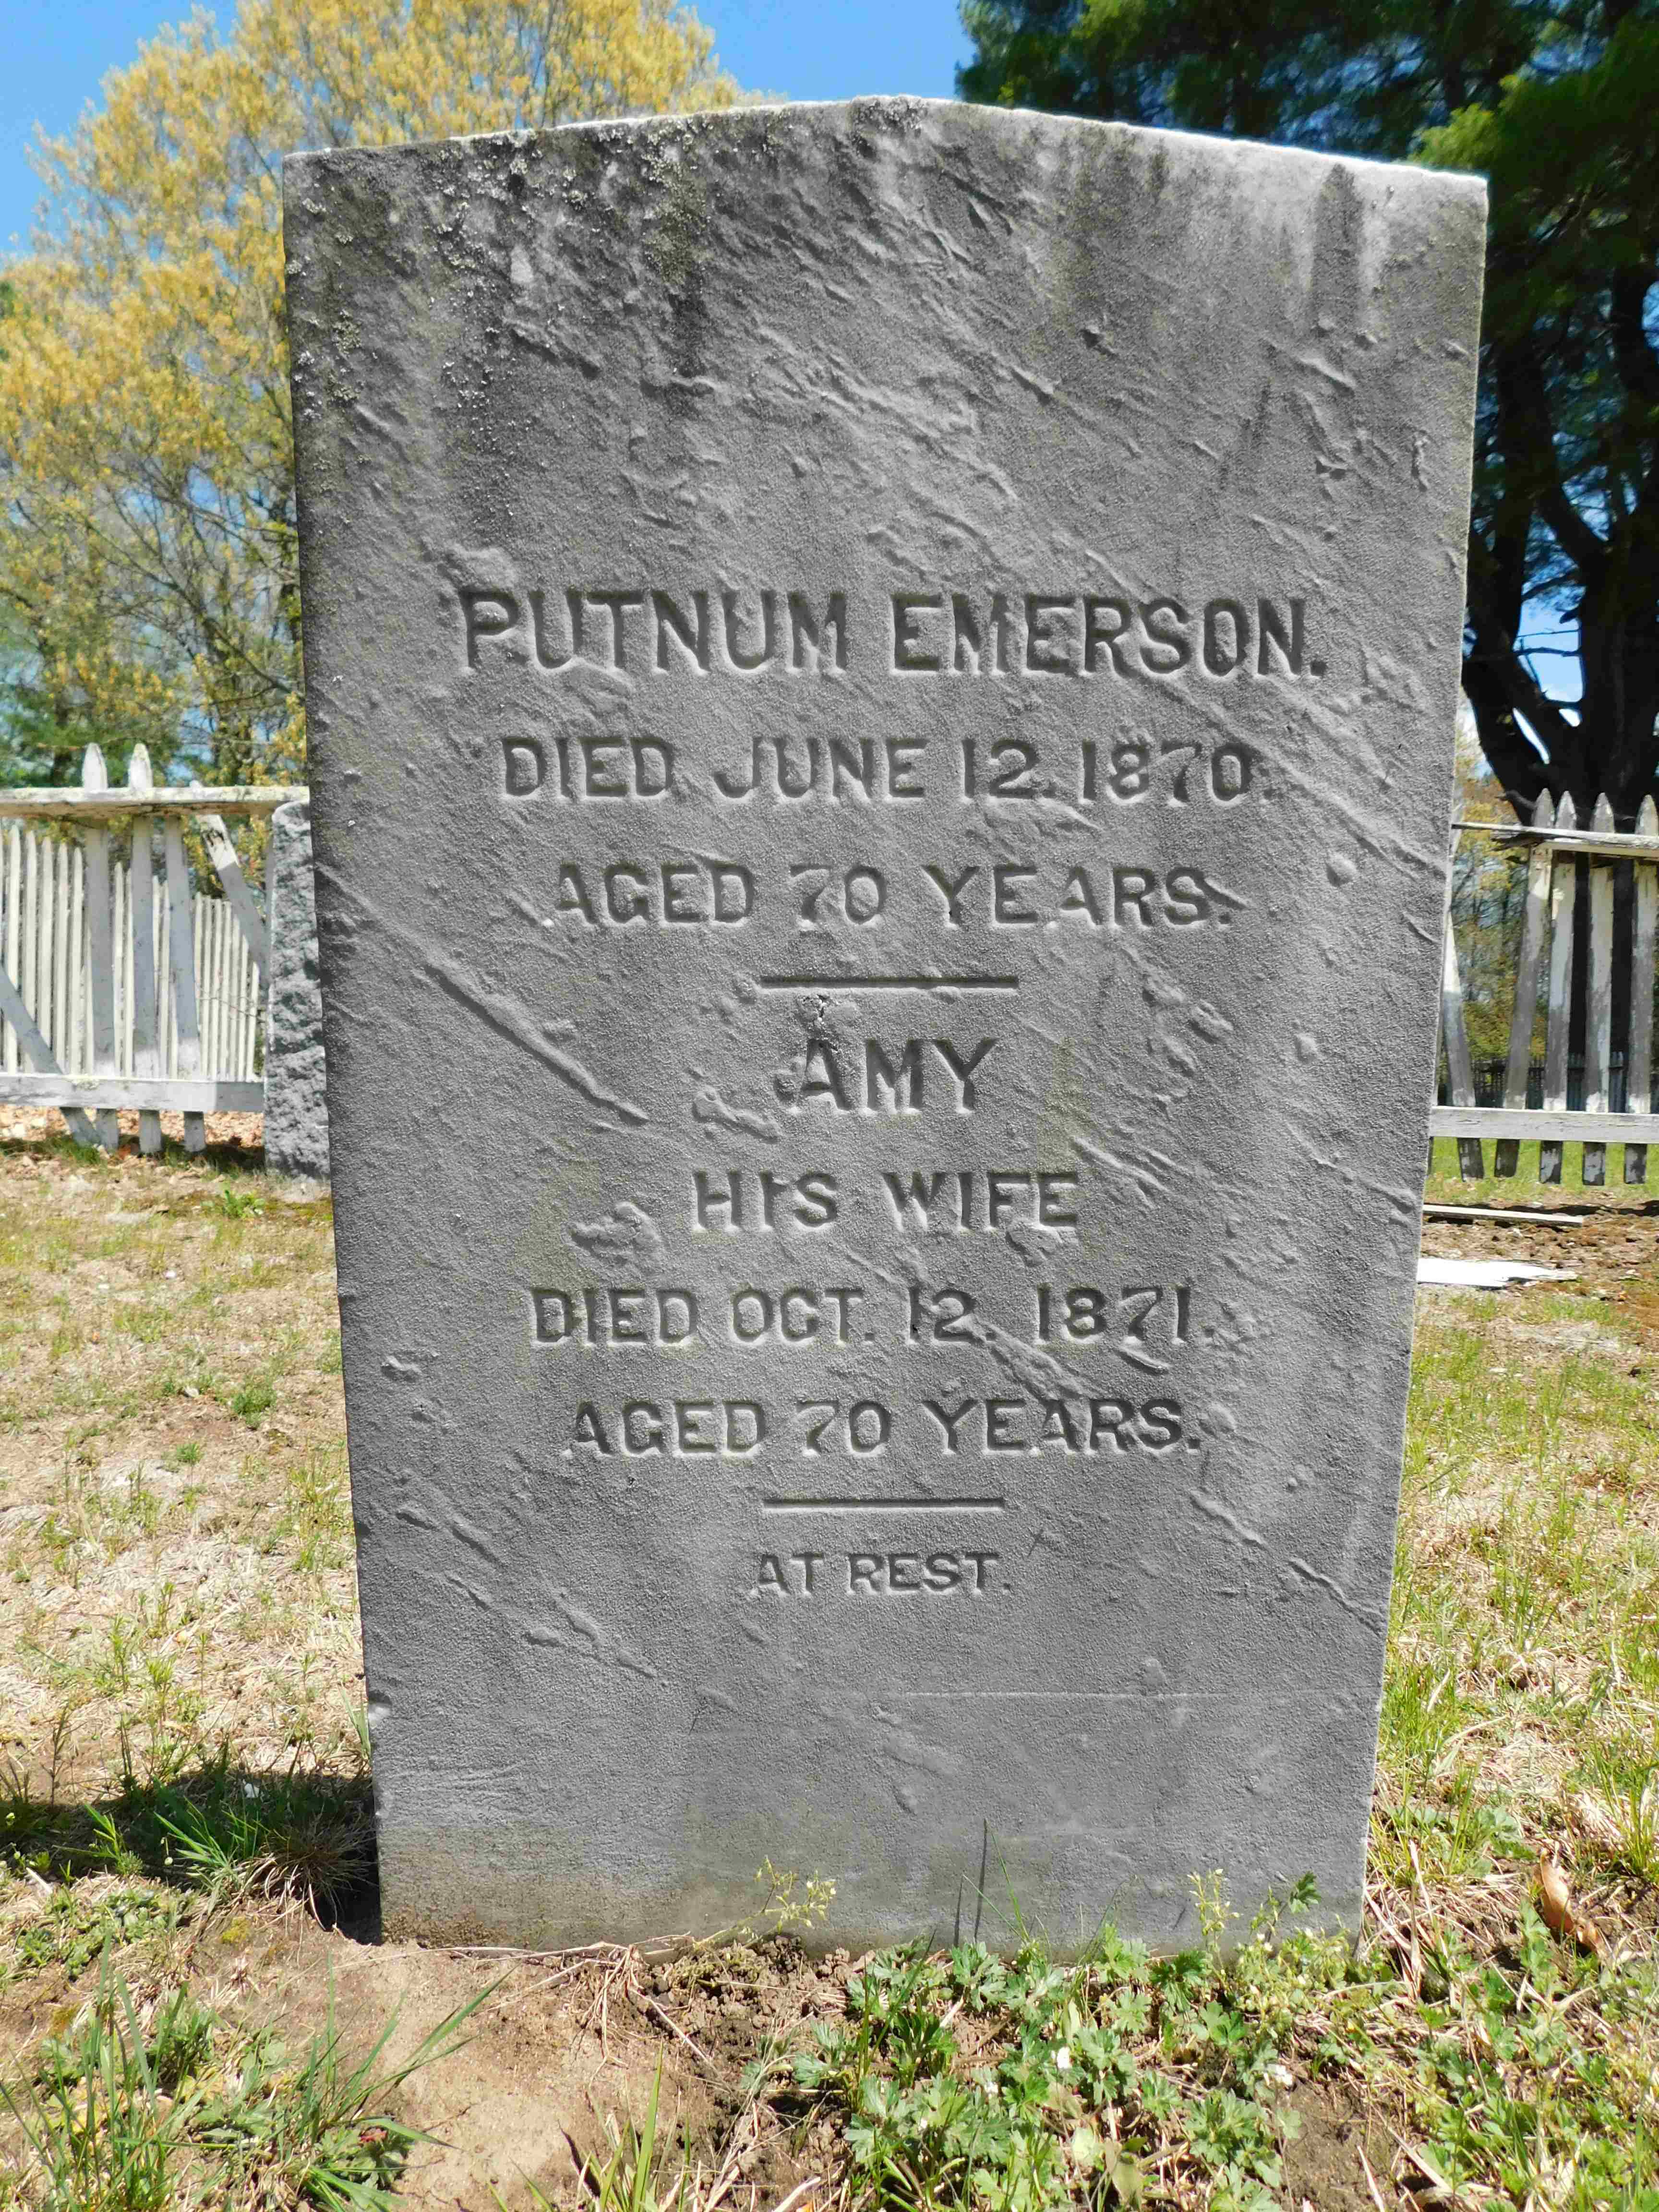 PUTNUM EMERSON.
DIED JUNE 12. 1870.
AGED 70 YEARS.
AMY
HIS WIFE
DIED OCT. 12. 1871.
AGED 70 YEARS.
AT REST.